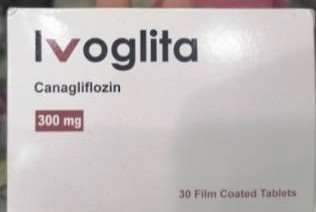 Ivoglita
Canagliflozin
300 mg
30 Film Coated Tablets